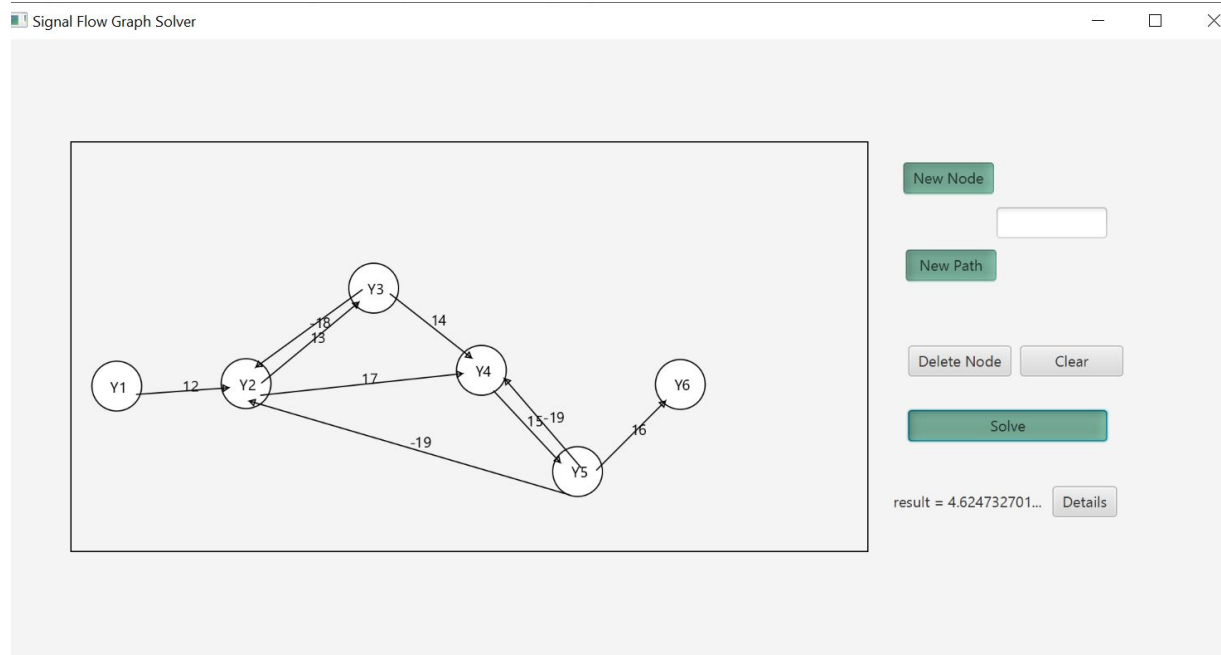 Signal Flow Graph Solver
New Node
New Path
Y3
-18
13
14
Y1
12
Y2
17
Y4
Y6
Delete Node
Clear
15
-19
16
-19
Y5
Solve
result = 4.624732701...
Details